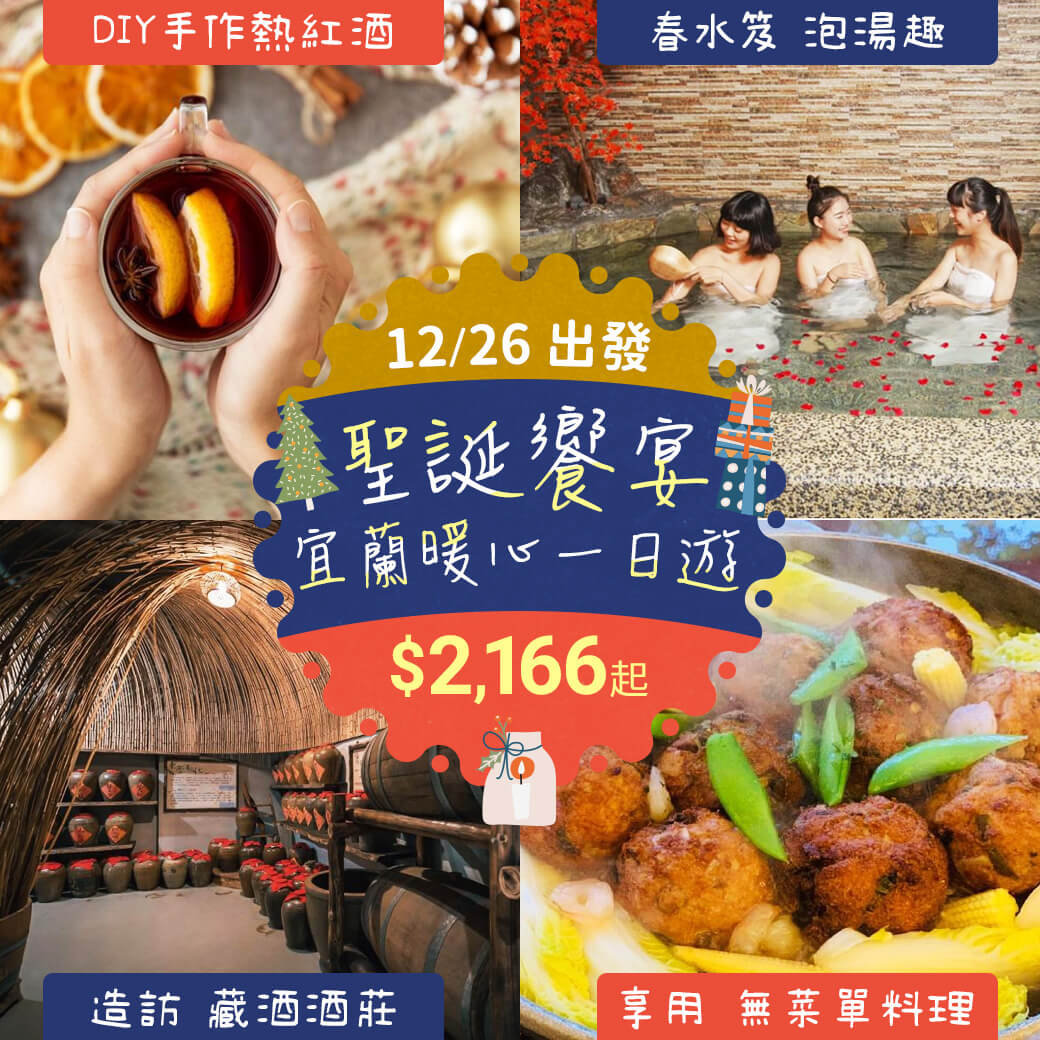 DIY手作熱紅酒
春水笈 泡湯趣
12/26 出發
聖誕饗宴
宜蘭暖心一日遊
$2,166起
造訪 藏酒酒莊
享用 無菜單料理